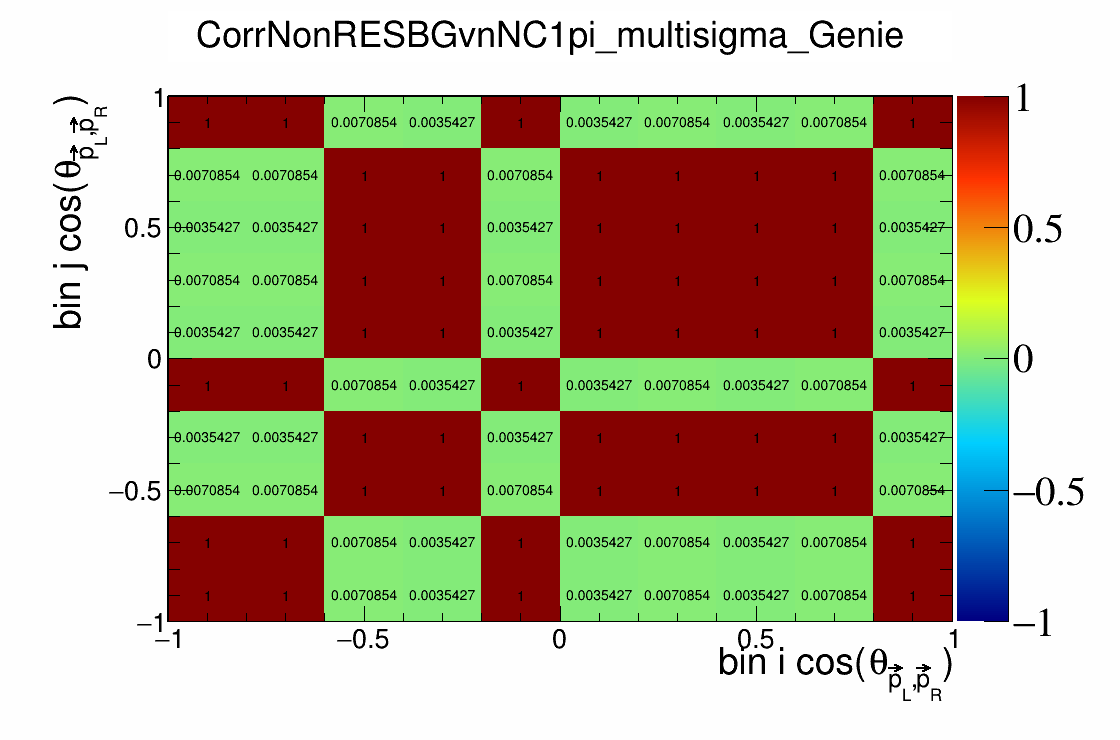 CorrNonRESBGvnNC1pi_multisigma_Genie
bin j cos(θ p⃗L,p⃗R)
1 1 1 0.0070854 0.0035427 1 0.0035427 0.0070854 0.0035427 0.0070854 1 1
0.0070854 0.0070854 1 1 0.0070854 1 1 1 1 0.0070854
0.5 0.0035427 0.0035427 1 1 0.0035427 1 1 1 1 0.0035427 0.5
0.0070854 0.0070854 1 1 0.0070854 1 1 1 1 0.0070854
0.0035427 0.0035427 1 1 0.0035427 1 1 1 1 0.0035427
0 0
1 1 0.0070854 0.0035427 1 0.0035427 0.0070854 0.0035427 0.0070854 1
0.0035427 0.0035427 1 1 0.0035427 1 1 1 1 0.0035427
−0.5 0.0070854 0.0070854 1 1 0.0070854 1 1 1 1 0.0070854 −0.5
1 1 0.0070854 0.0035427 1 0.0035427 0.0070854 0.0035427 0.0070854 1
1 1 0.0070854 0.0035427 1 0.0035427 0.0070854 0.0035427 0.0070854 1
−1 −1
−1 −0.5 0 0.5 1
bin i cos(θ p⃗L,p⃗R)